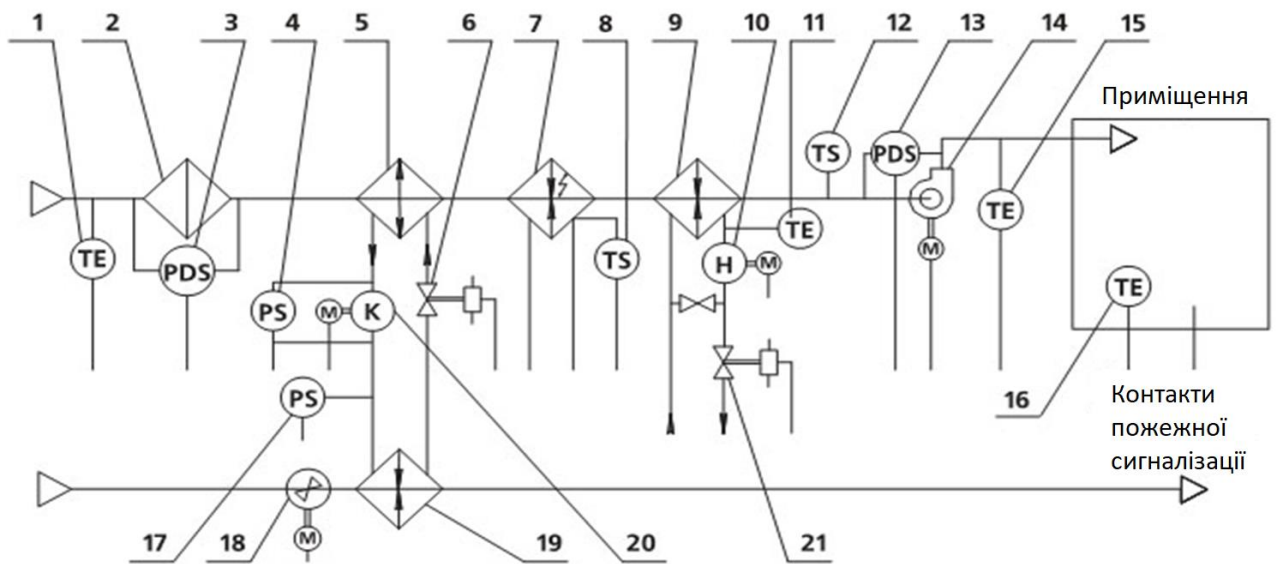 1 2 3 4 5 6 7 8 9 10 11 12 13 14 15
Приміщення
TS PDS
TE
TE
TE PDS TS H M
M
TE
PS M K
PS
16
Контакти
пожежної
сигналізації
M
17 18 19 20 21